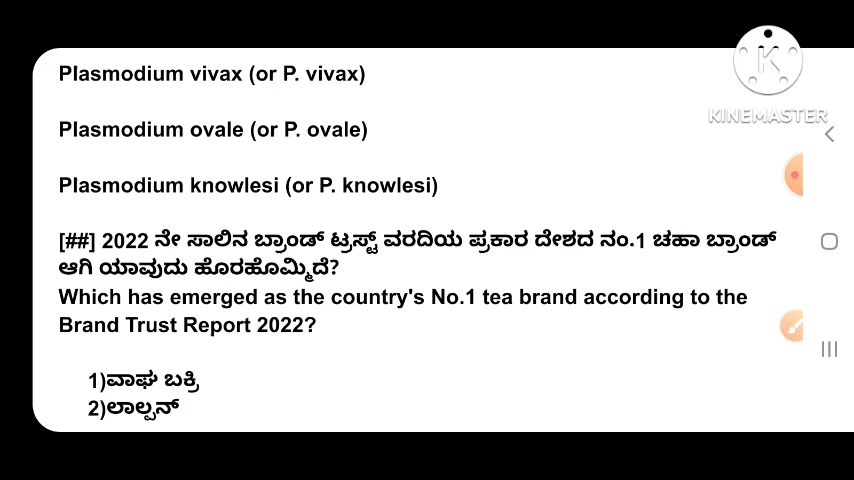 Plasmodium vivax (or P. vivax)
KINEMASTER
Plasmodium ovale (or P. ovale)
Plasmodium knowlesi (or P. knowlesi)
[##] 2022 ನೇ ಸಾಲಿನ ಬ್ರಾಂಡ್ ಟ್ರಸ್ಟ್ ವರದಿಯ ಪ್ರಕಾರ ದೇಶದ ನಂ.1 ಚಹಾ ಬ್ರಾಂಡ್
ಆಗಿ ಯಾವುದು ಹೊರಹೊಮ್ಮಿದೆ?
Which has emerged as the country's No.1 tea brand according to the
Brand Trust Report 2022?
1)ವಾಘ ಬಕ್ರಿ
2)ಲಾಲ್ಪನ್